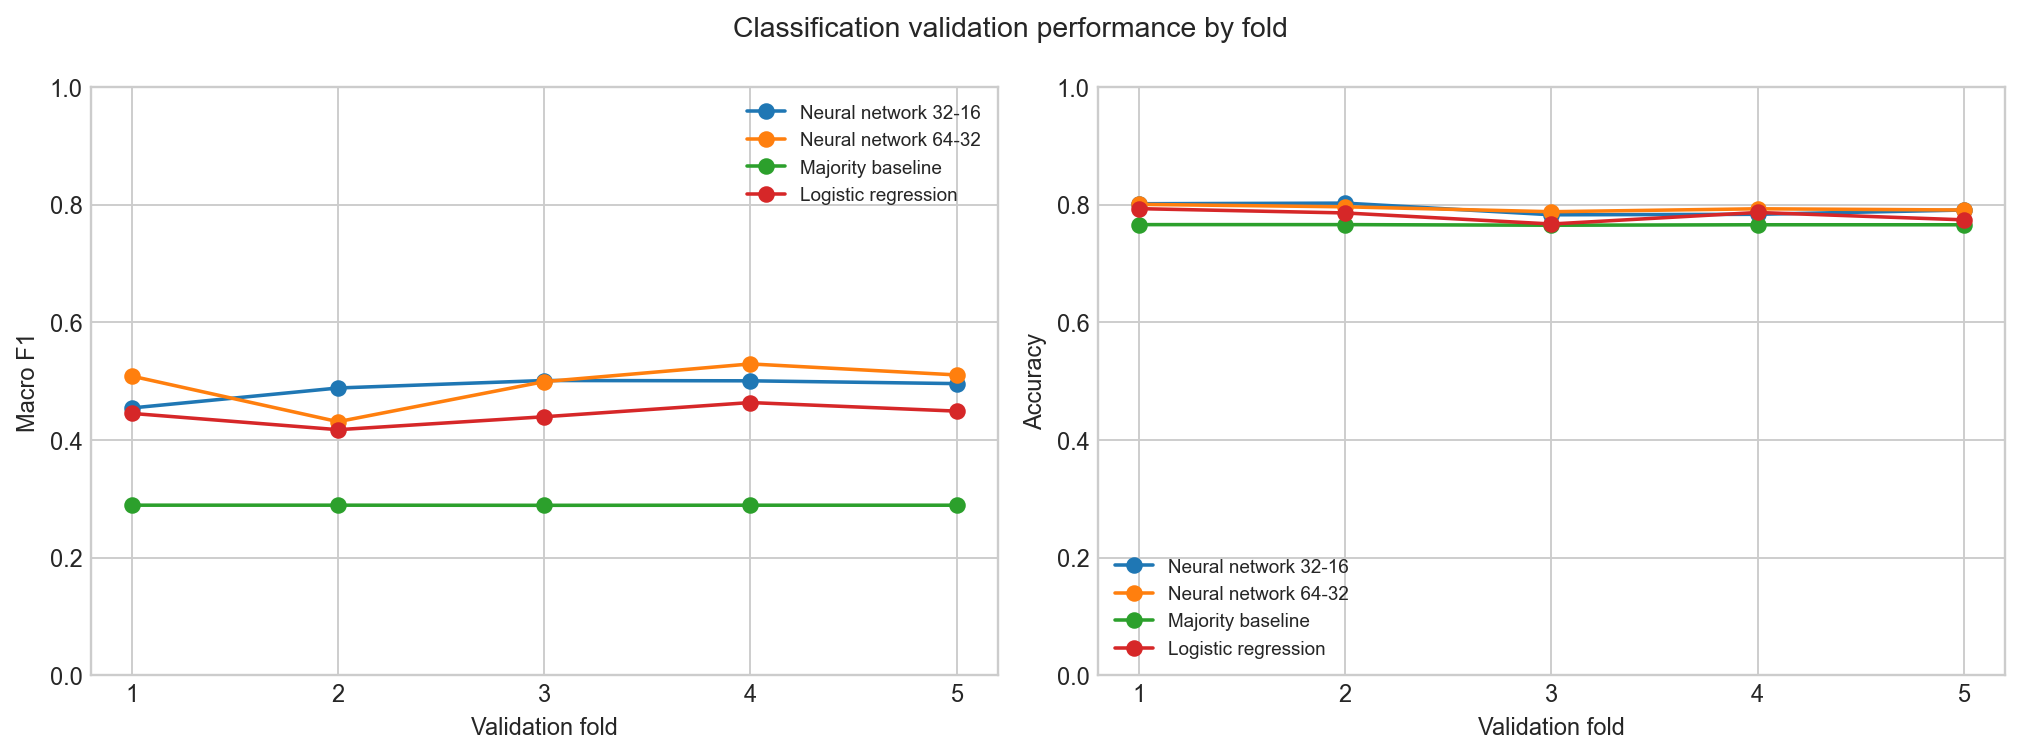 Classification validation performance by fold
1.0
0.8
0.6
0.4
0.2
0.0
Macro F1
Neural network 32-16
Neural network 64-32
Majority baseline
Logistic regression
1 2 3 4 5
Validation fold
1.0
0.8
0.6
0.4
0.2
0.0
Accuracy
Neural network 32-16
Neural network 64-32
Majority baseline
Logistic regression
1 2 3 4 5
Validation fold